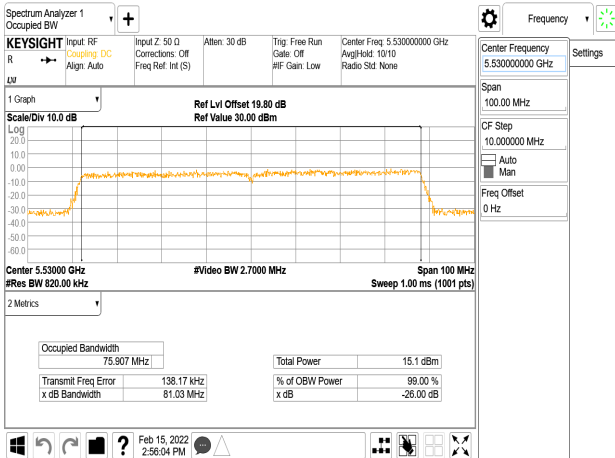 Spectrum Analyzer 1
Occupied BW
Frequency
KEYSIGHT
R
Input: RF
Coupling: DC
Align: Auto
Input Z: 50 Ω
Corrections: Off
Freq Ref: Int (S)
Atten: 30 dB
Trig: Free Run
Gate: Off
#IF Gain: Low
Center Freq: 5.530000000 GHz
Avg|Hold: 10/10
Radio Std: None
Center Frequency
5.530000000 GHz
Settings
Span
100.00 MHz
CF Step
10.000000 MHz
Auto
Man
Freq Offset
0 Hz
1 Graph
Scale/Div 10.0 dB
Ref Lvl Offset 19.80 dB
Ref Value 30.00 dBm
Log
20.0
10.0
0.00
-10.0
-20.0
-30.0
-40.0
-50.0
-60.0
Center 5.53000 GHz
#Video BW 2.7000 MHz
Span 100 MHz
#Res BW 820.00 kHz
Sweep 1.00 ms (1001 pts)
2 Metrics
Occupied Bandwidth
75.907 MHz
Total Power 15.1 dBm
Transmit Freq Error 138.17 kHz
% of OBW Power 99.00 %
x dB Bandwidth 81.03 MHz
x dB -26.00 dB
Feb 15, 2022
2:56:04 PM